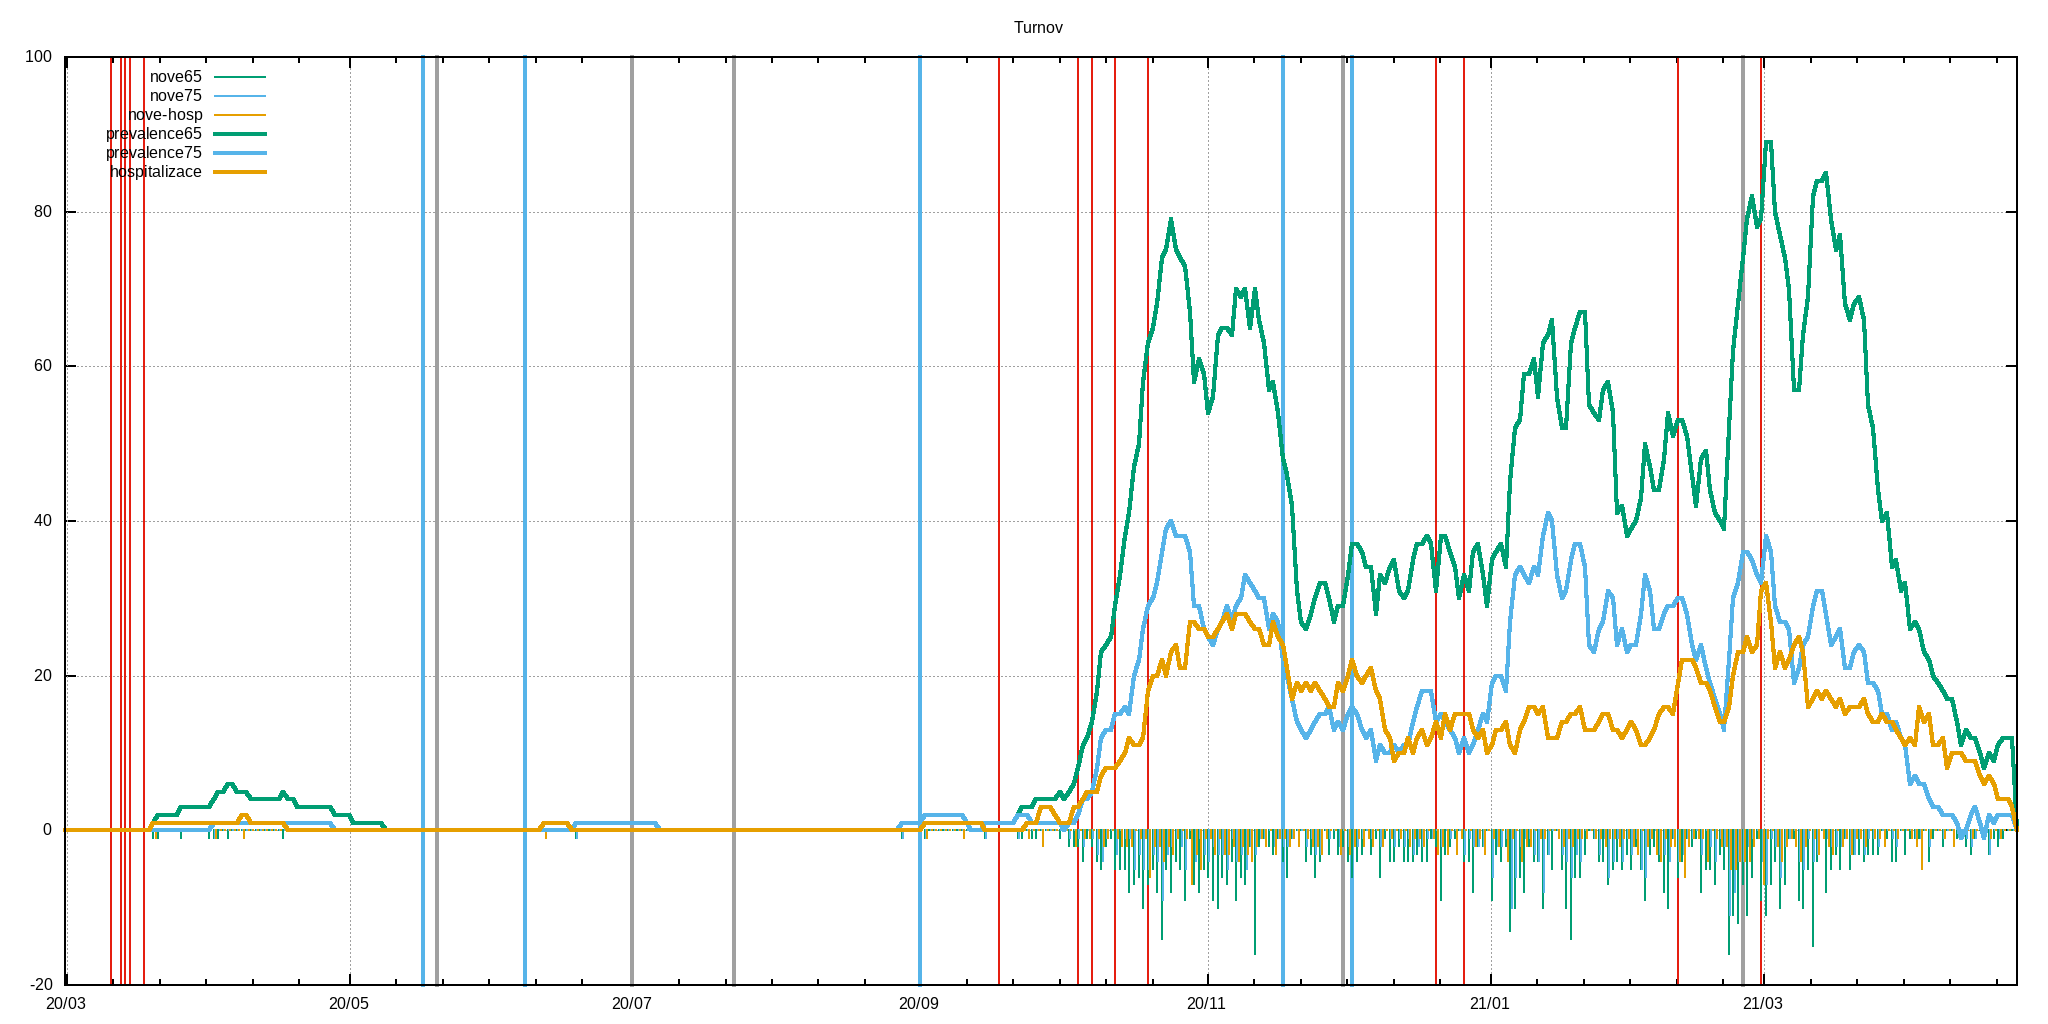 Turnov
100
nove65
nove75
nove-hosp
prevalence65
prevalence75
hospitalizace
80
60
40
20
0
-20
20/03 20/05 20/07 20/09 20/11 21/01 21/03